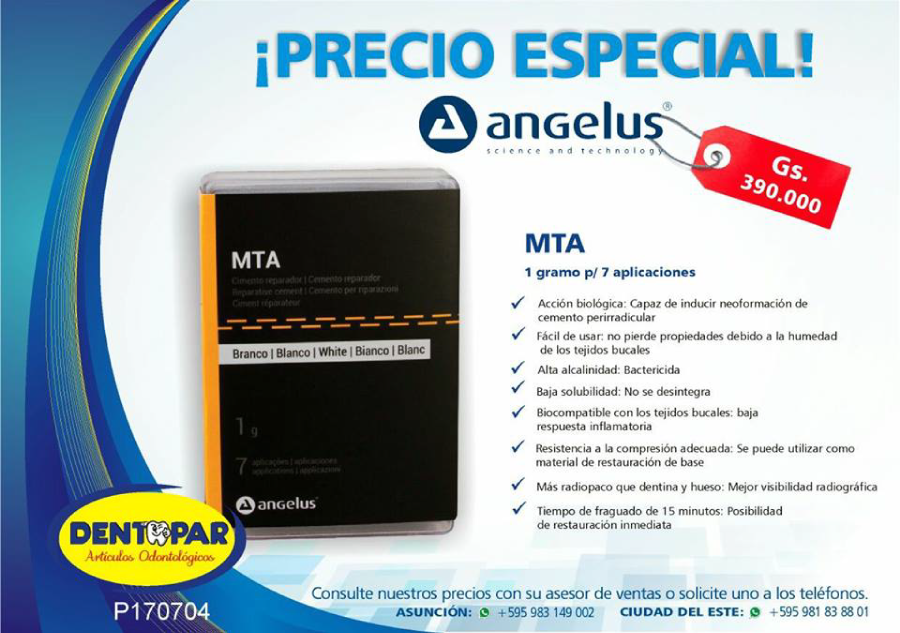 ¡PRECIO ESPECIAL!
angelus®
science and technology
Gs.
390.000
MTA
Cimento reparador | Cemento reparador
Reparative cement | Cemento per riparazioni
Ciment réparateur
Branco | Blanco | White | Bianco | Blanc
1 g
7 aplicações | aplicaciones
applications | applicazioni
angelus
MTA
1 gramo p/ 7 aplicaciones
Acción biológica: Capaz de inducir neoformación de
cemento perirradicular
Fácil de usar: no pierde propiedades debido a la humedad
de los tejidos bucales
Alta alcalinidad: Bactericida
Baja solubilidad: No se desintegra
Biocompatible con los tejidos bucales: baja
respuesta inflamatoria
Resistencia a la compresión adecuada: Se puede utilizar como
material de restauración de base
Más radiopaco que dentina y hueso: Mejor visibilidad radiográfica
Tiempo de fraguado de 15 minutos: Posibilidad
de restauración inmediata
DENTOPAR
Artículos Odontológicos
P170704
Consulte nuestros precios con su asesor de ventas o solicite uno a los teléfonos.
ASUNCIÓN: +595 983 149 002 CIUDAD DEL ESTE: +595 981 83 88 01